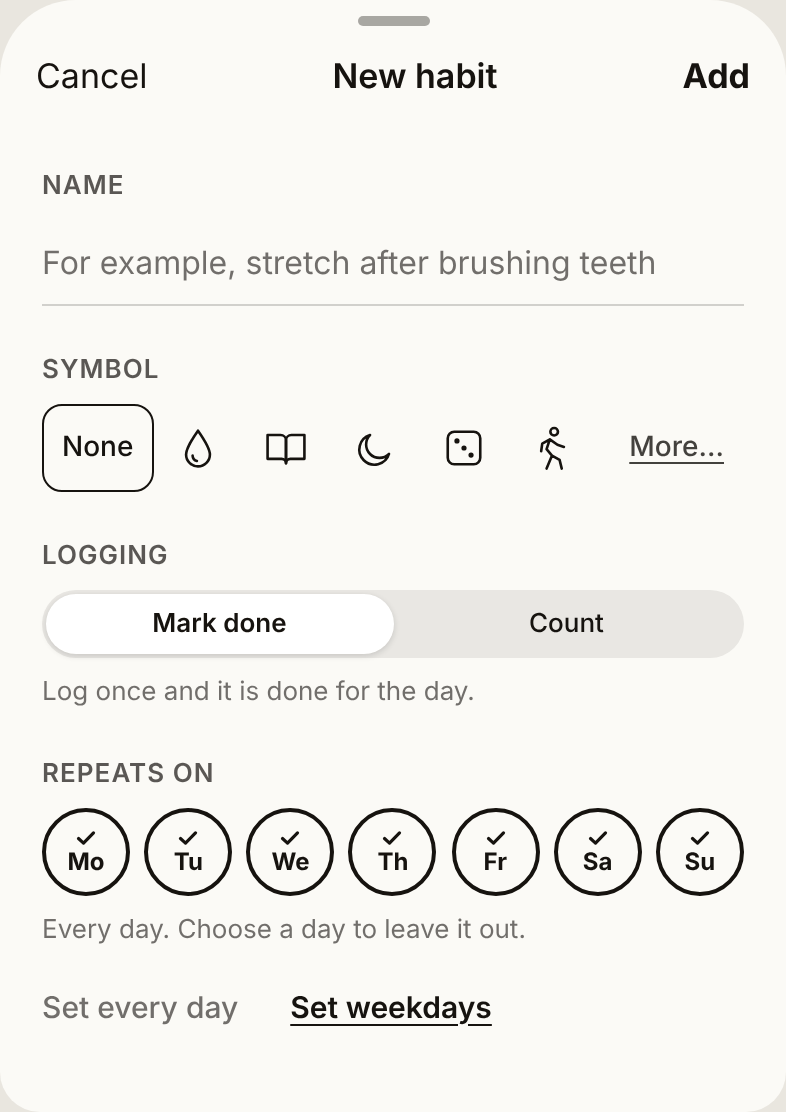 Cancel New habit Add
NAME
For example, stretch after brushing teeth
SYMBOL
None More...
LOGGING
Mark done Count
Log once and it is done for the day.
REPEATS ON
Mo Tu We Th Fr Sa Su
Every day. Choose a day to leave it out.
Set every day Set weekdays